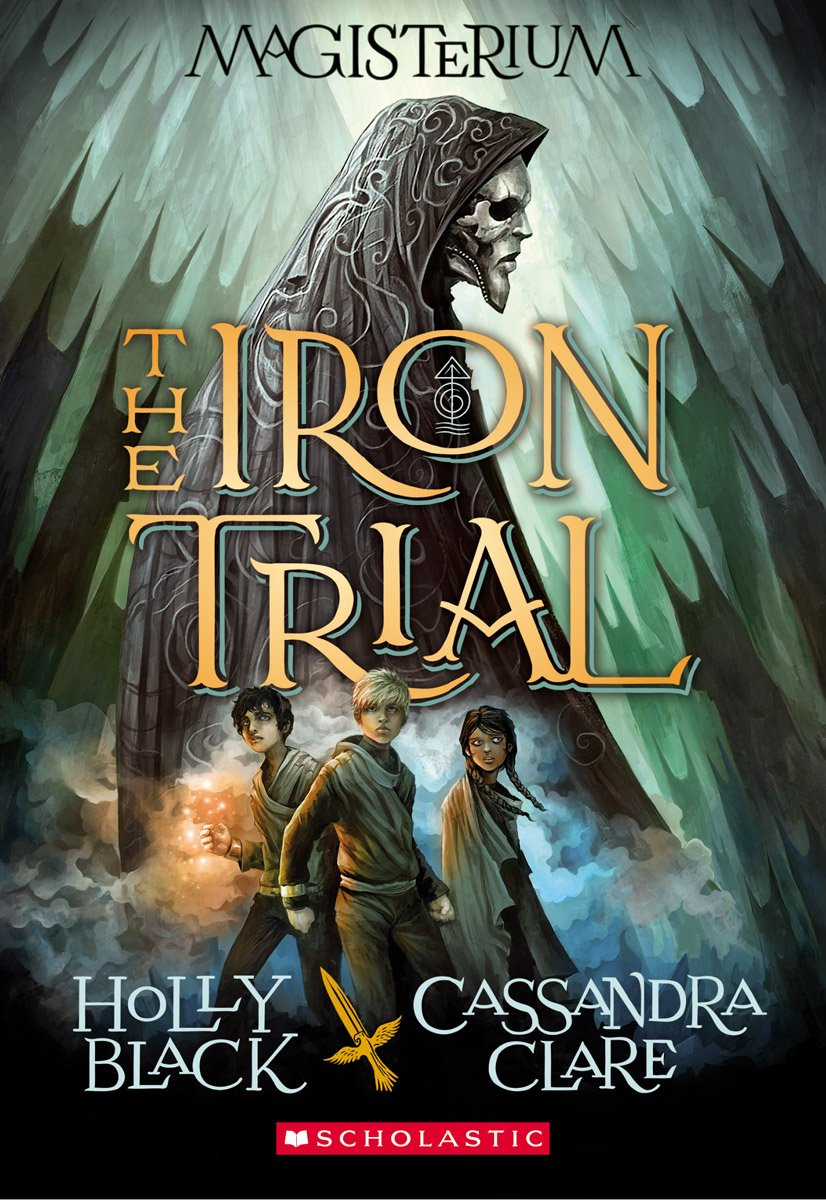 MAGISTERIUM
THE IRON
TRIAL
HOLLY
BLACK
CASSANDRA
CLARE
SCHOLASTIC